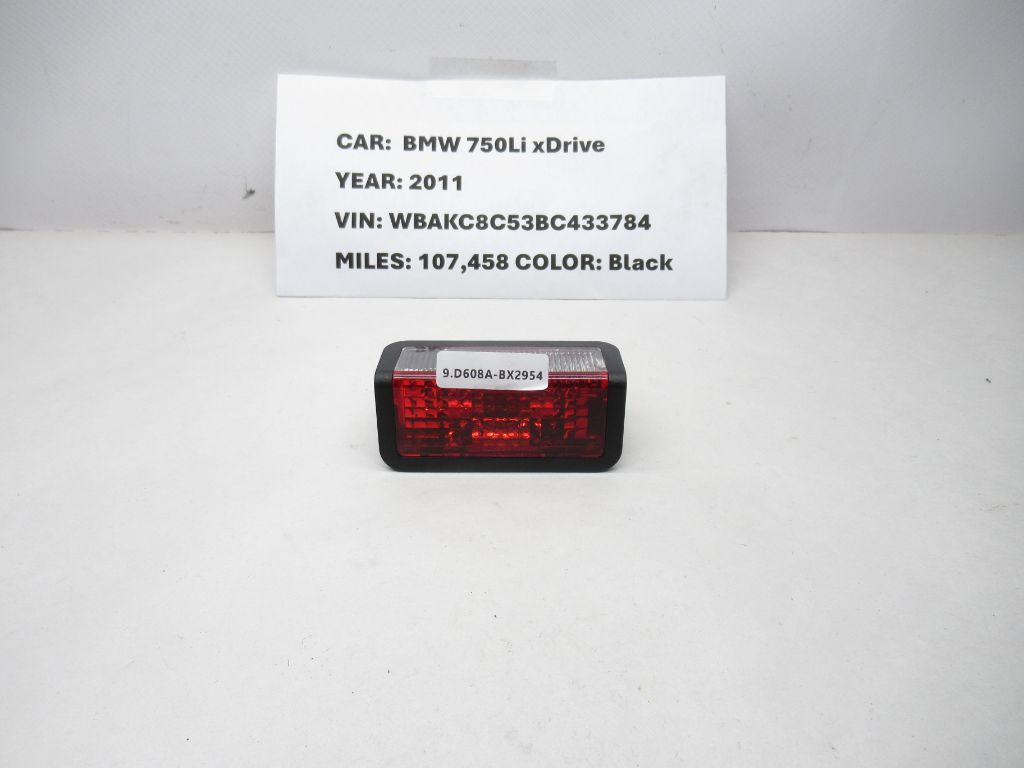 CAR: BMW 750Li xDrive
YEAR: 2011
VIN: WBAKC8C53BC433784
MILES: 107,458 COLOR: Black
9.D608A-BX2954